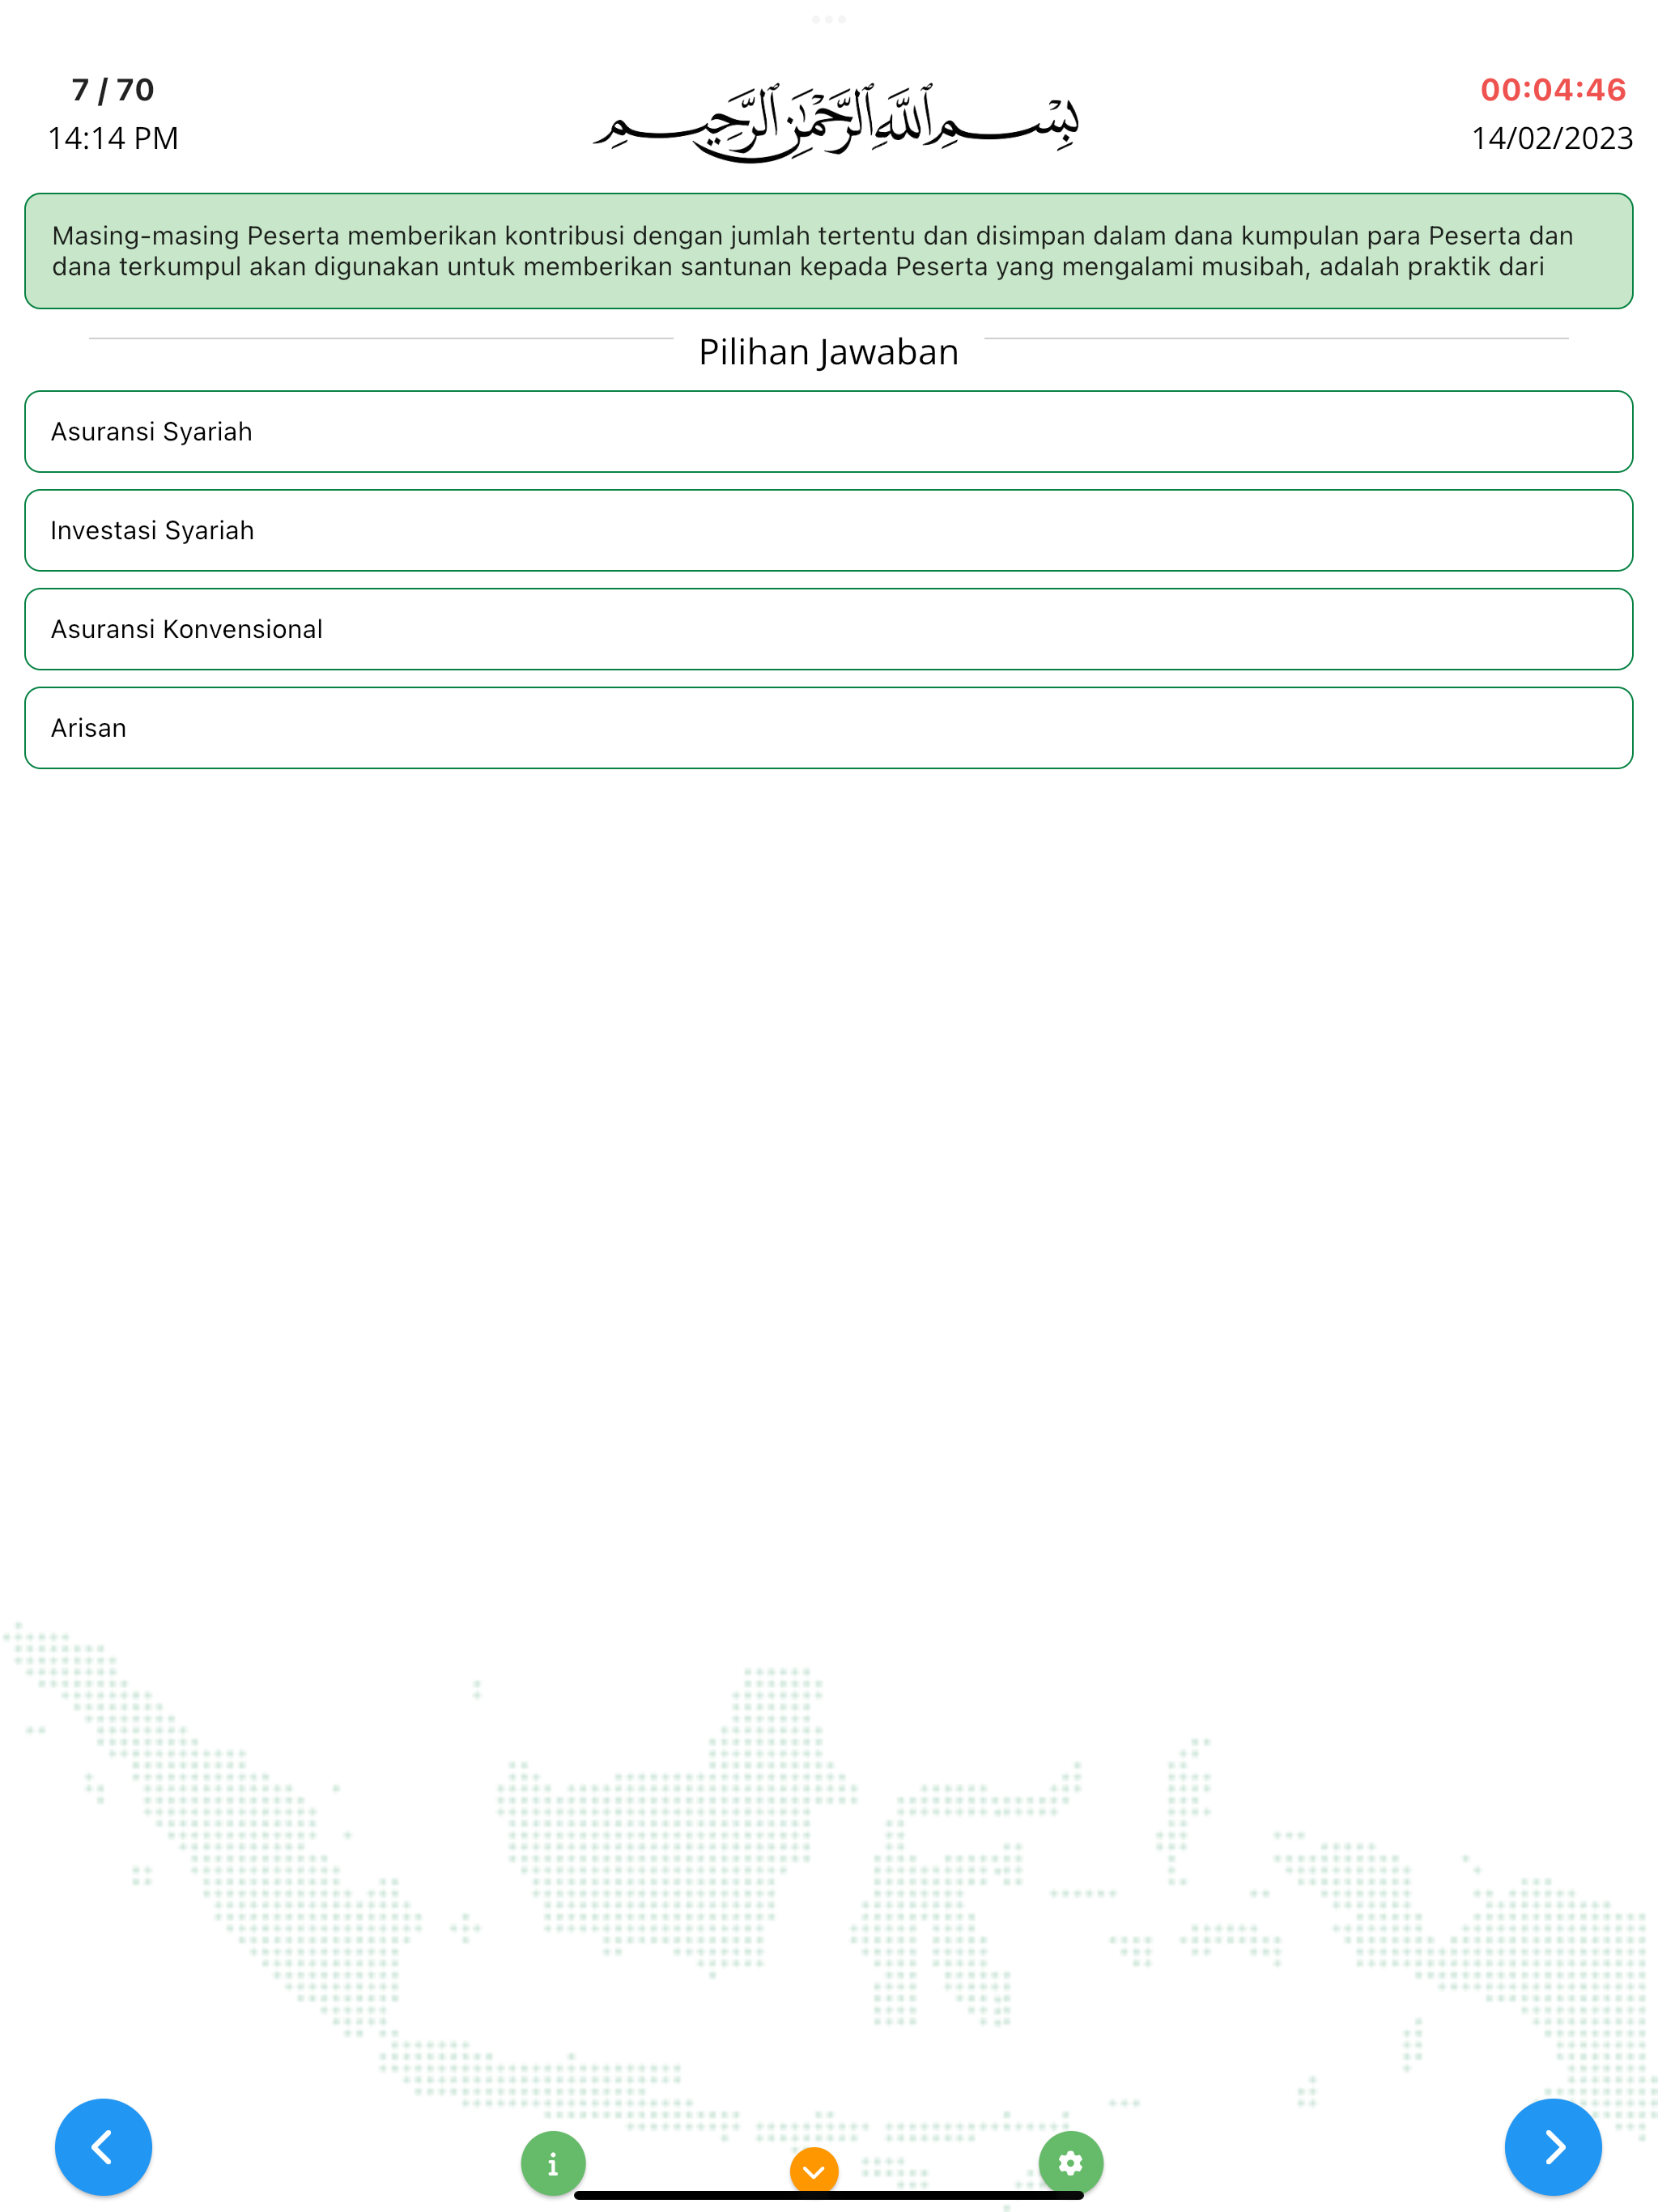 7 / 70
14:14 PM
بِسْمِ اللَّهِ الرَّحْمَٰنِ الرَّحِيمِ
00:04:46
14/02/2023
Masing-masing Peserta memberikan kontribusi dengan jumlah tertentu dan disimpan dalam dana kumpulan para Peserta dan
dana terkumpul akan digunakan untuk memberikan santunan kepada Peserta yang mengalami musibah, adalah praktik dari
Pilihan Jawaban
Asuransi Syariah
Investasi Syariah
Asuransi Konvensional
Arisan